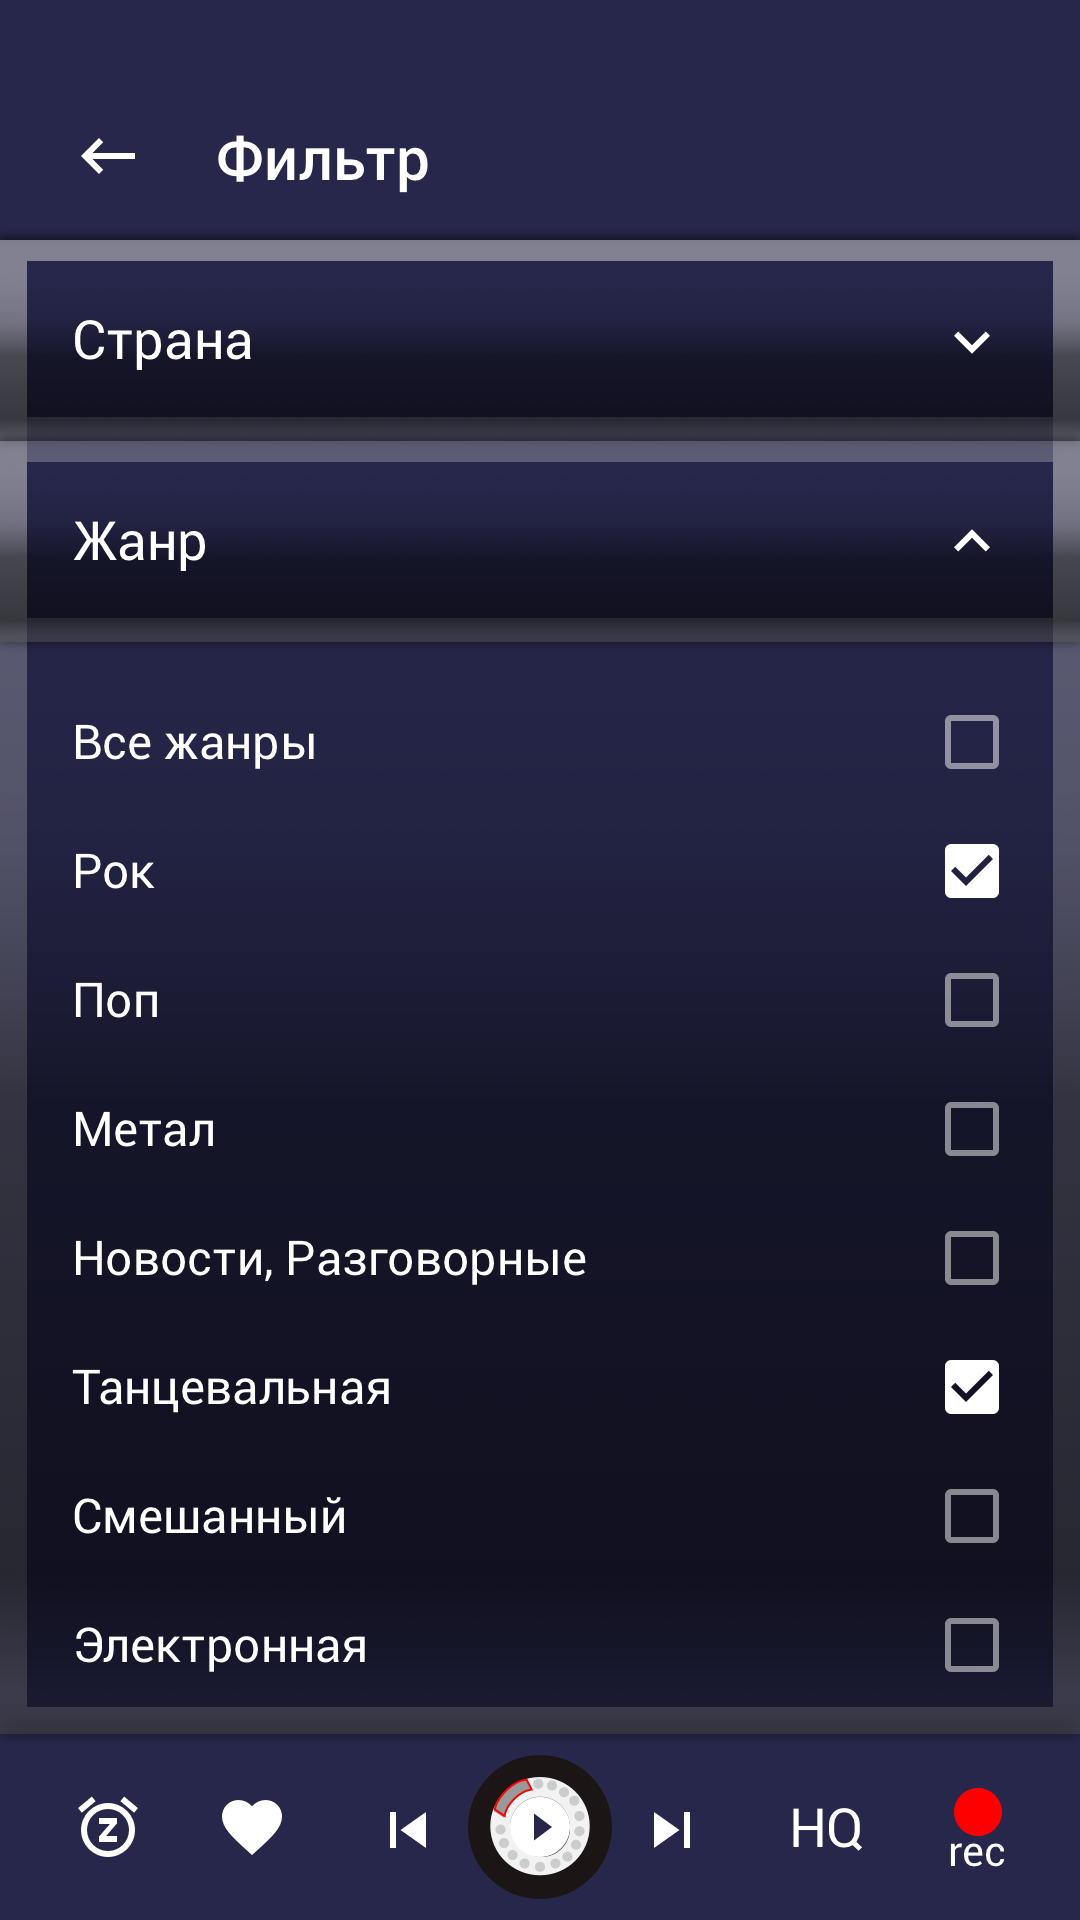 Фильтр
Страна
Жанр
Все жанры
Рок
Поп
Метал
Новости, Разговорные
Танцевальная
Смешанный
Электронная
z
HQ
rec